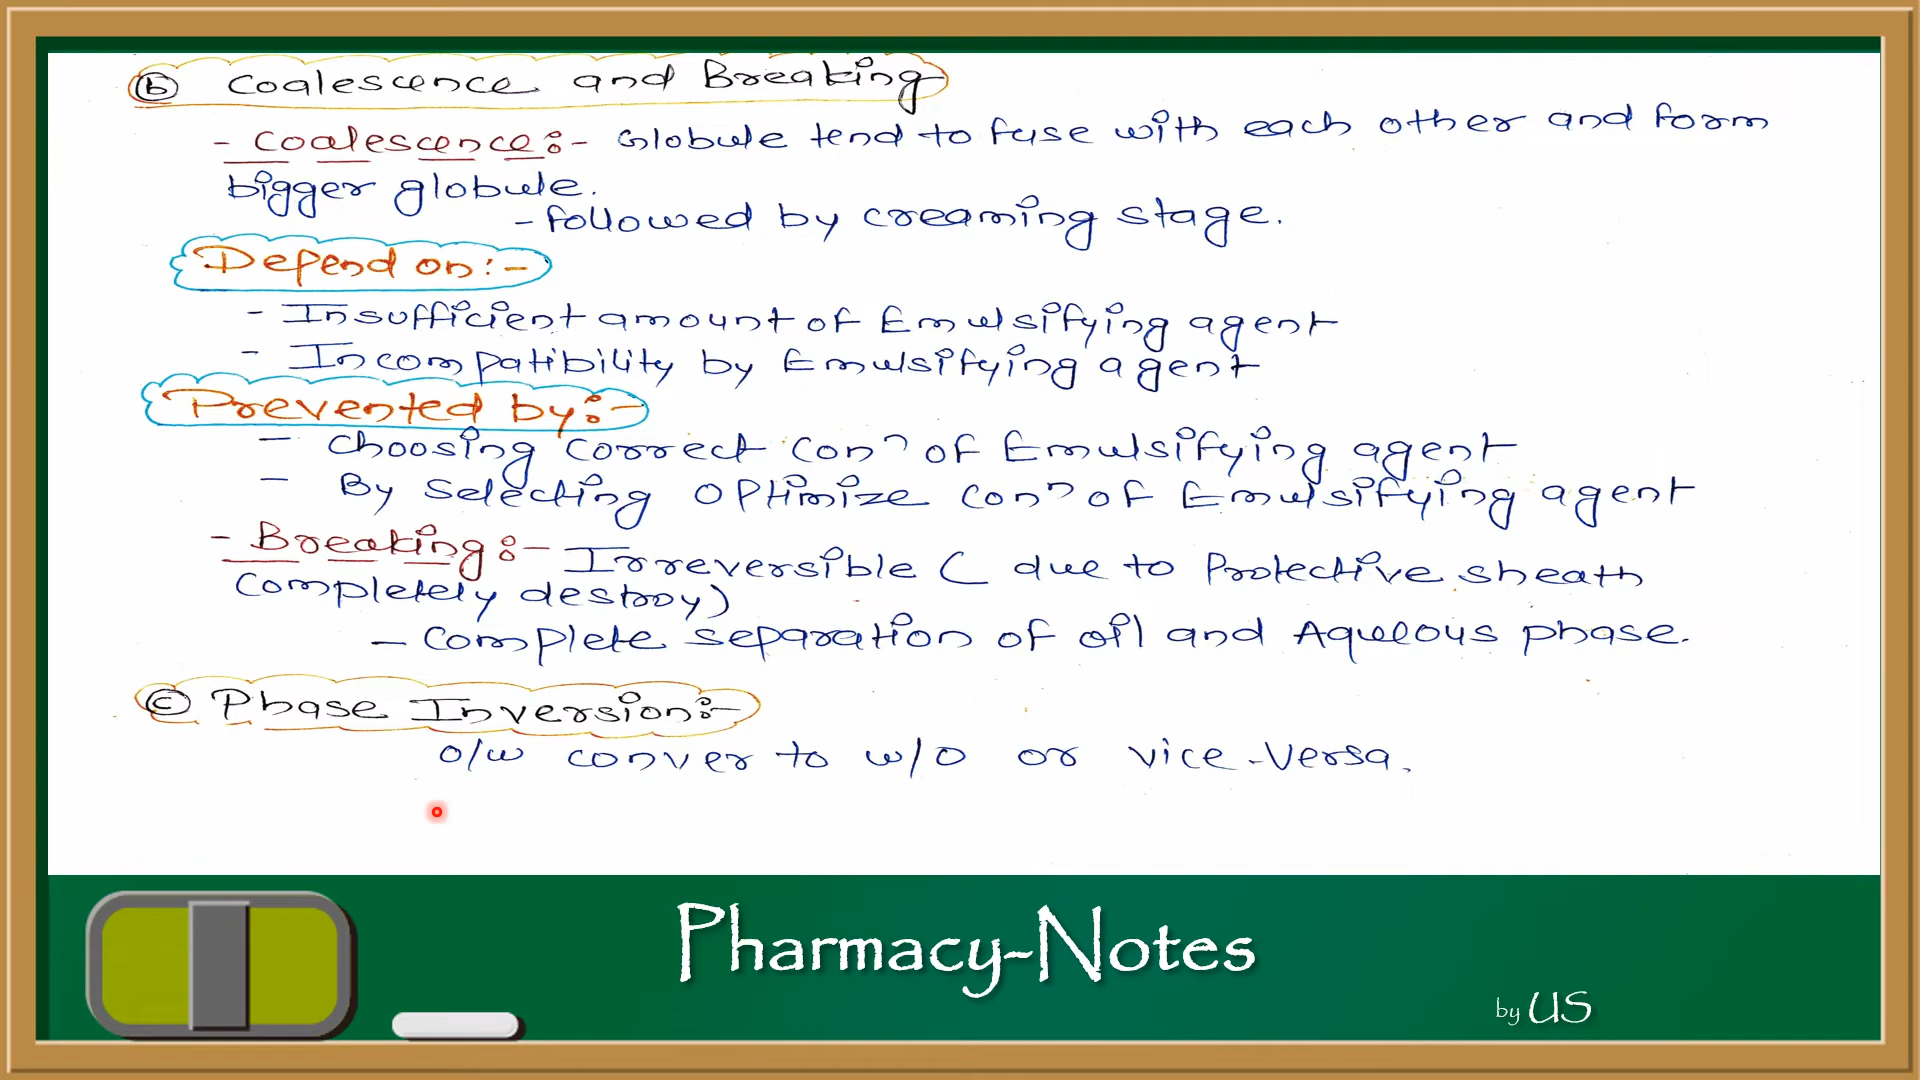 ⓑ Coalescence and Breaking
- Coalescence:- Globule tend to fuse with each other and form
bigger globule.
- followed by creaming stage.
Depend on:-
- Insufficient amount of Emulsifying agent
- Incompatibility by Emulsifying agent
Prevented by:-
- choosing correct conⁿ of Emulsifying agent
- By selecting optimize conⁿ of Emulsifying agent
- Breaking:- Irreversible ( due to Protective sheath
completely destroy)
- complete separation of oil and Aqueous phase.
ⓒ Phase Inversion:-
o/w conver to w/o or vice-versa.
Pharmacy-Notes
by US